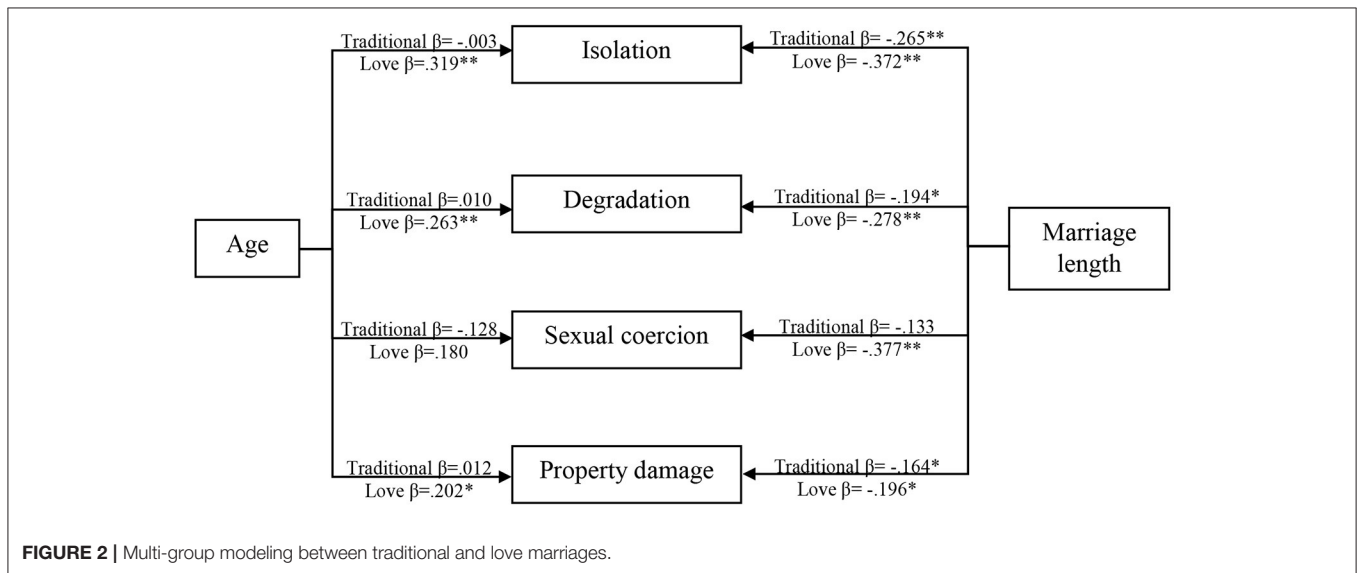 Traditional β= -.003
Love β=.319**
Isolation
Traditional β= -.265**
Love β= -.372**
Traditional β=.010
Love β=.263**
Degradation
Traditional β= -.194*
Love β= -.278**
Age
Marriage
length
Traditional β= -.128
Love β=.180
Sexual coercion
Traditional β= -.133
Love β= -.377**
Traditional β=.012
Love β=.202*
Property damage
Traditional β= -.164*
Love β= -.196*
FIGURE 2 | Multi-group modeling between traditional and love marriages.